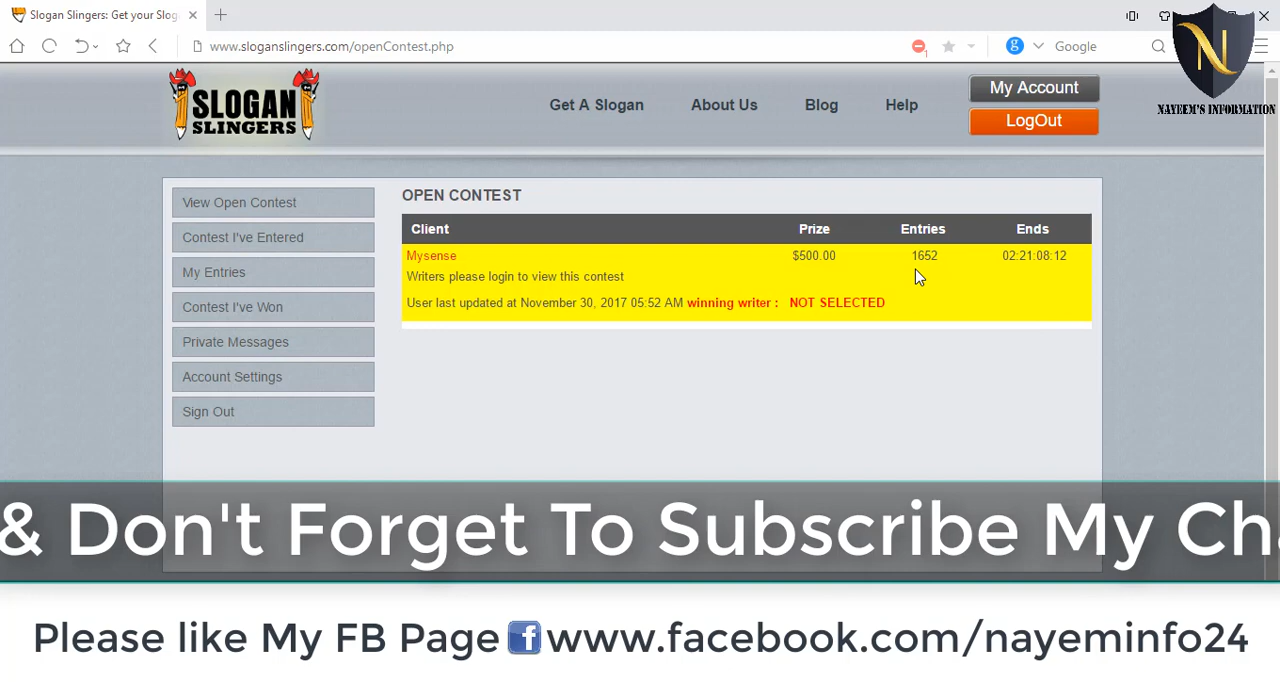 Slogan Slingers: Get your Slog
www.sloganslingers.com/openContest.php
1
g
Google
N
NAYEEM'S INFORMATION
SLOGAN
SLINGERS
Get A Slogan
About Us
Blog
Help
My Account
LogOut
View Open Contest
Contest I've Entered
My Entries
Contest I've Won
Private Messages
Account Settings
Sign Out
OPEN CONTEST
Client Prize Entries Ends
Mysense $500.00 1652 02:21:08:12
Writers please login to view this contest
User last updated at November 30, 2017 05:52 AM winning writer : NOT SELECTED
& Don't Forget To Subscribe My Cha
Please like My FB Page f www.facebook.com/nayeminfo24